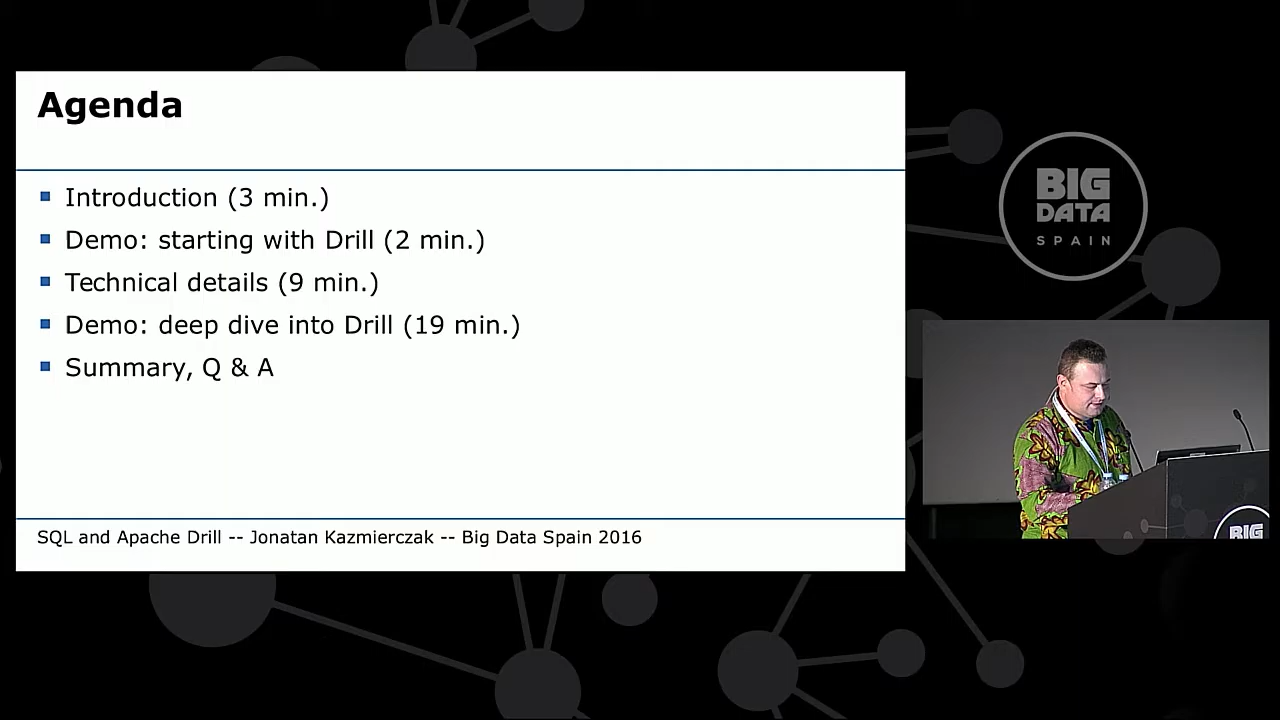 Agenda
Introduction (3 min.)
Demo: starting with Drill (2 min.)
Technical details (9 min.)
Demo: deep dive into Drill (19 min.)
Summary, Q & A
SQL and Apache Drill -- Jonatan Kazmierczak -- Big Data Spain 2016
BIG
DATA
SPAIN
BIG